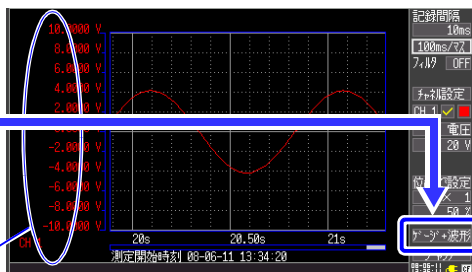 記録間隔
10ms
100ms/マス
フィルタ OFF
チャネル設定
CH 1
電圧
20 V
× 1
50 %
ゲージ+波形
10.0000 V
8.0000 V
6.0000 V
4.0000 V
2.0000 V
-2.0000 V
-4.0000 V
-6.0000 V
-8.0000 V
-10.0000 V
20s 20.50s 21s
測定開始時刻 08-06-11 13:34:20